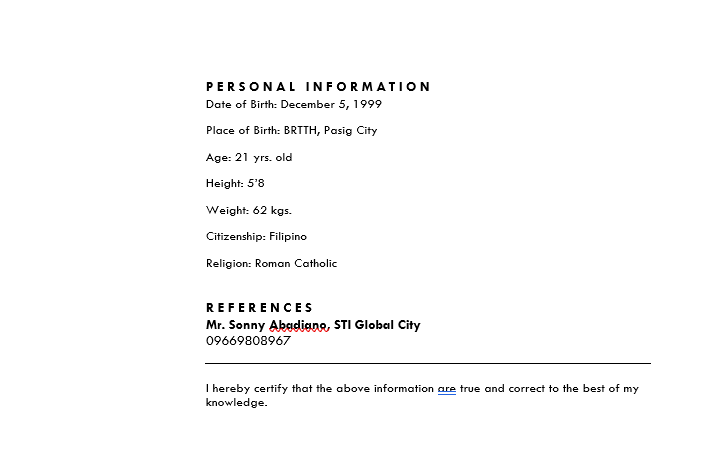 PERSONAL INFORMATION
Date of Birth: December 5, 1999
Place of Birth: BRTTH, Pasig City
Age: 21 yrs. old
Height: 5'8
Weight: 62 kgs.
Citizenship: Filipino
Religion: Roman Catholic
REFERENCES
Mr. Sonny Abadiano, STI Global City
09669808967
I hereby certify that the above information are true and correct to the best of my
knowledge.